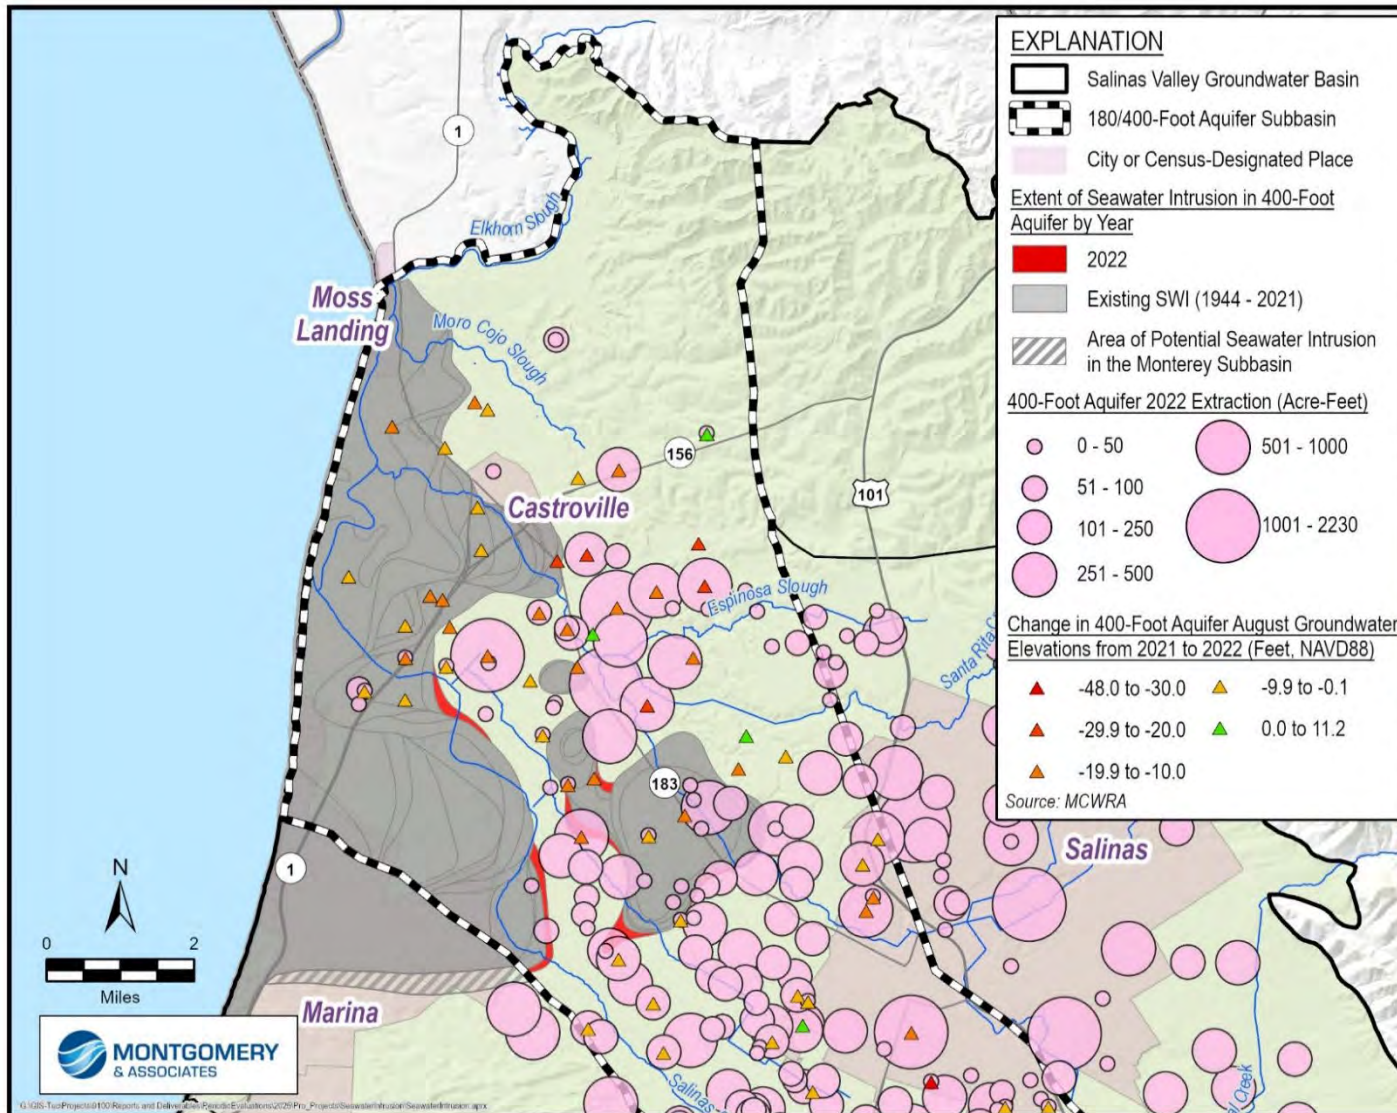 EXPLANATION
Salinas Valley Groundwater Basin
180/400-Foot Aquifer Subbasin
City or Census-Designated Place
Extent of Seawater Intrusion in 400-Foot
Aquifer by Year
2022
Existing SWI (1944 - 2021)
Area of Potential Seawater Intrusion
in the Monterey Subbasin
400-Foot Aquifer 2022 Extraction (Acre-Feet)
0 - 50
501 - 1000
51 - 100
101 - 250
1001 - 2230
251 - 500
Change in 400-Foot Aquifer August Groundwater
Elevations from 2021 to 2022 (Feet, NAVD88)
-48.0 to -30.0
-9.9 to -0.1
-29.9 to -20.0
0.0 to 11.2
-19.9 to -10.0
Source: MCWRA
1
Elkhorn Slough
Moss
Landing
Moro Cojo Slough
156
101
Castroville
Espinosa Slough
Santa Rita
183
Salinas
1
N
0 2
Miles
Marina
MONTGOMERY
& ASSOCIATES
Salinas
Creek